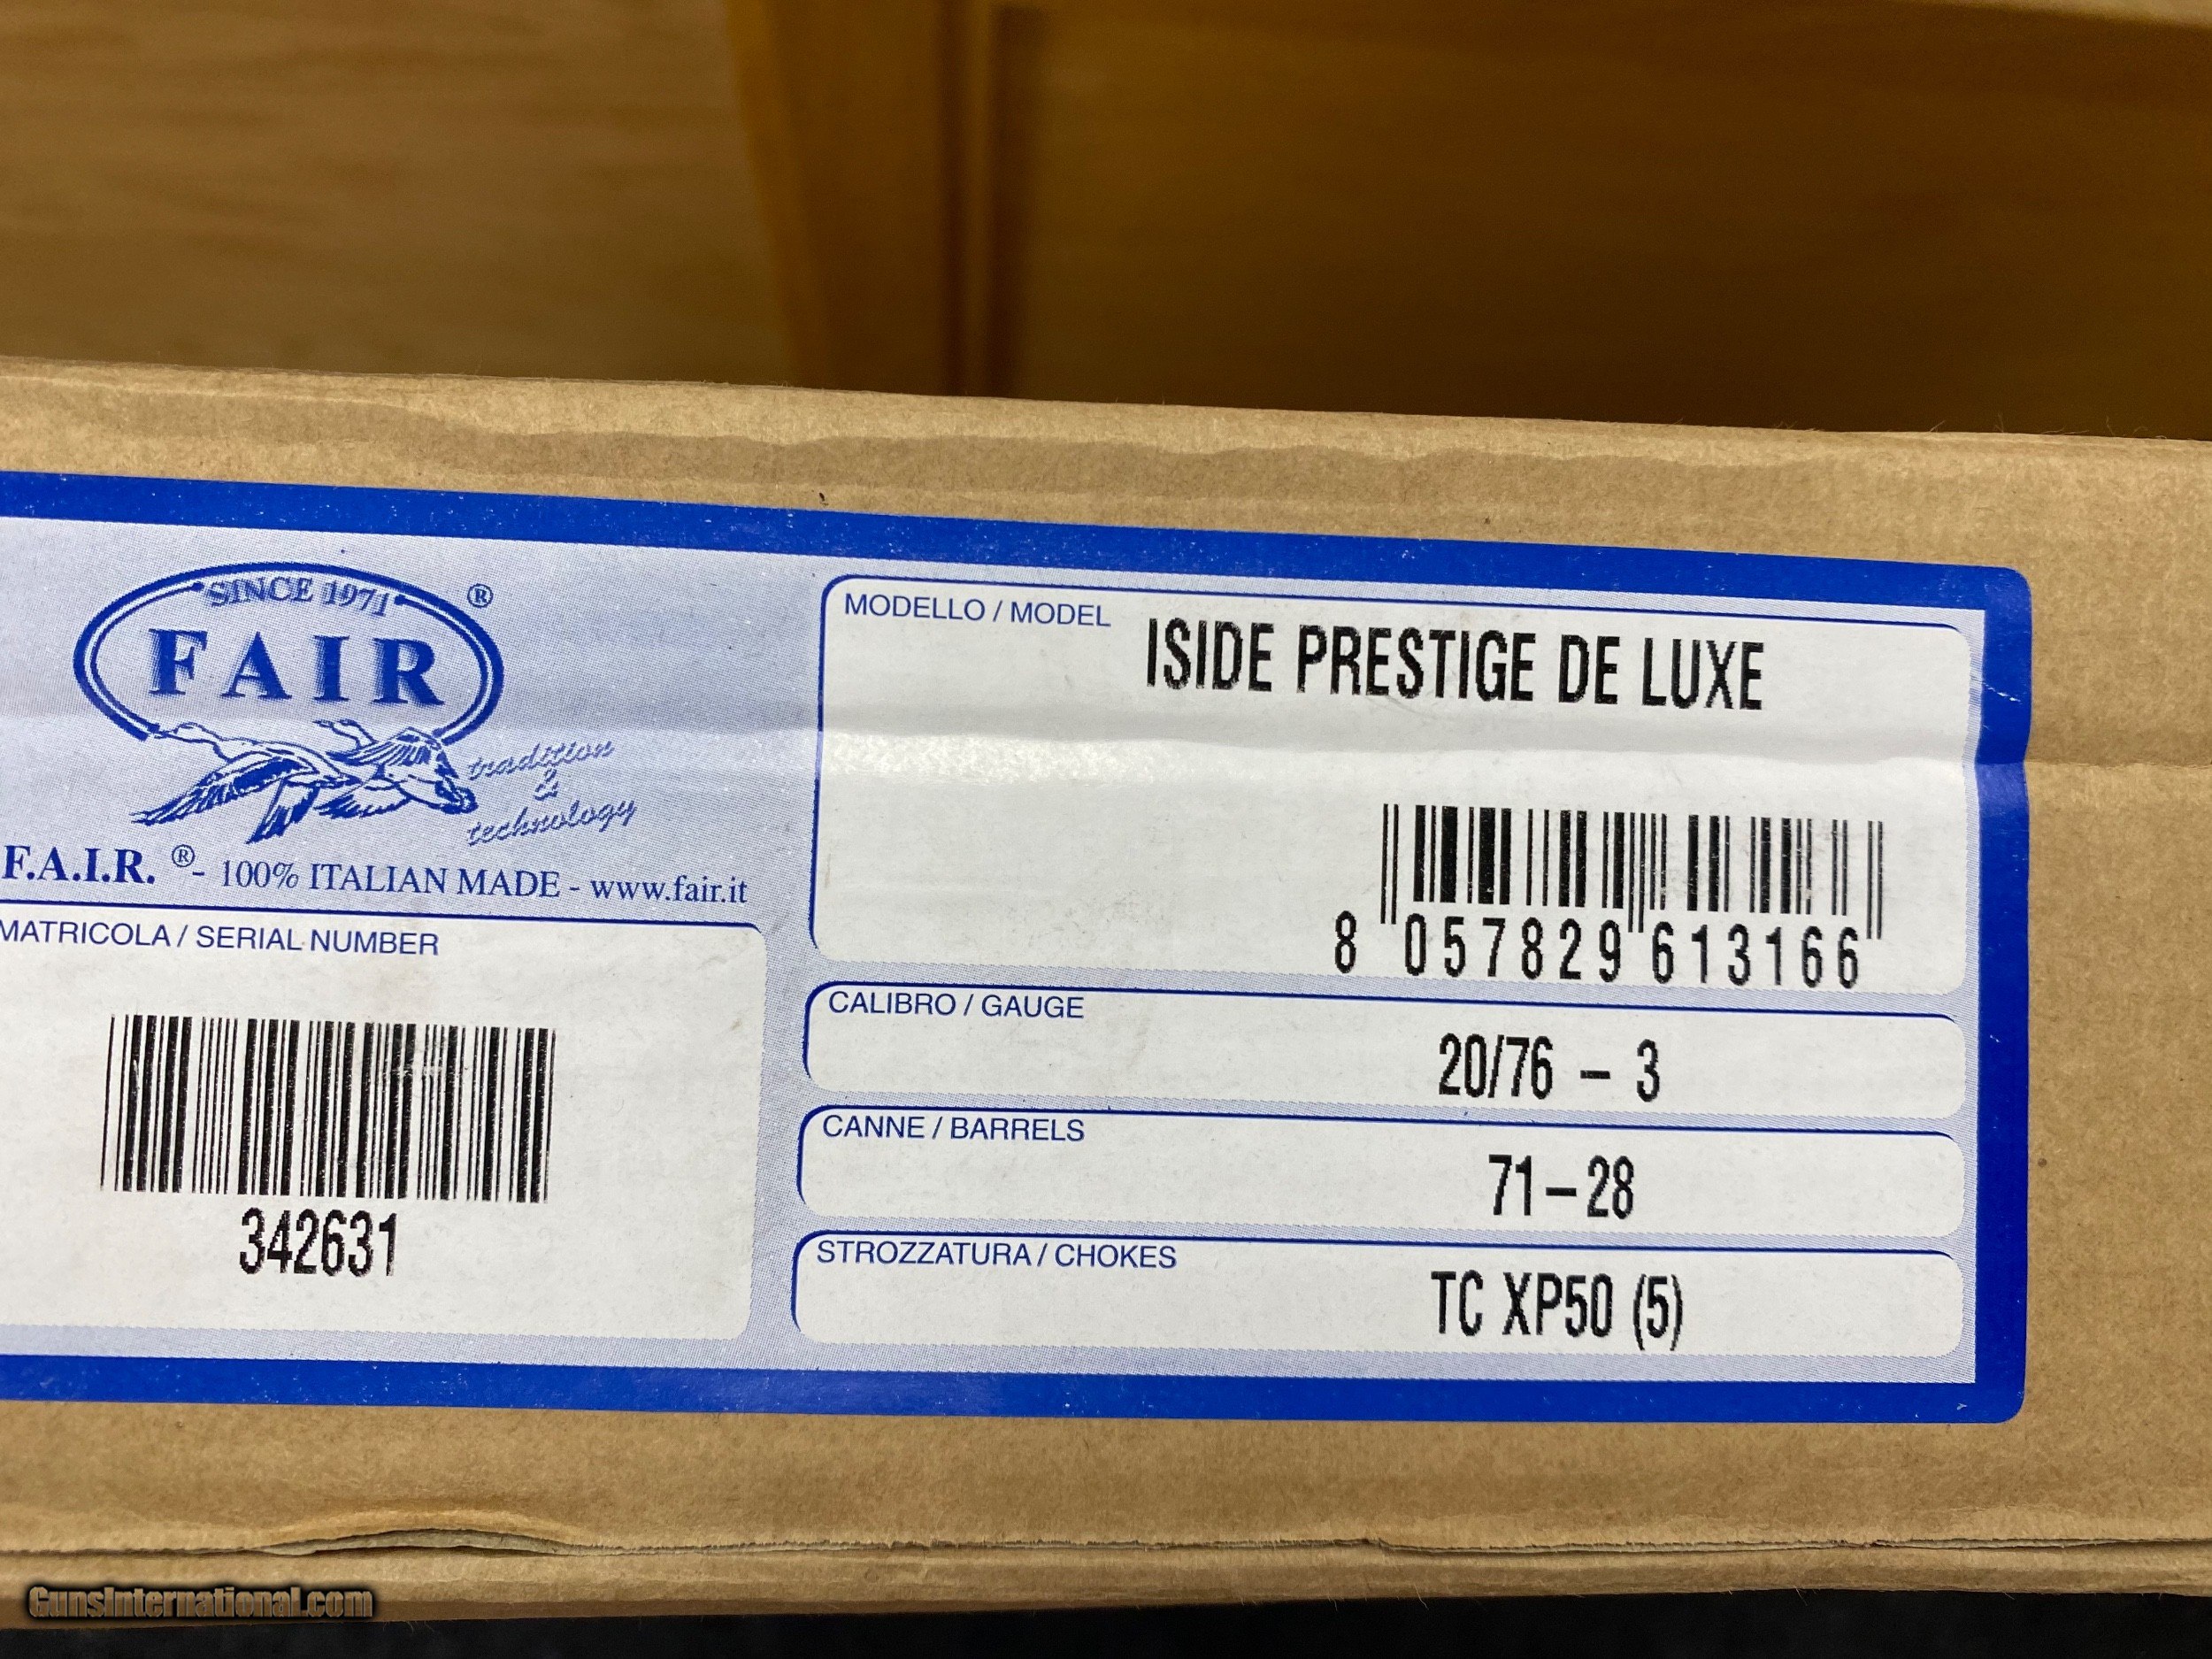 SINCE 1971
®
FAIR
tradition
&
technology
F.A.I.R. ® - 100% ITALIAN MADE - www.fair.it
MATRICOLA / SERIAL NUMBER
342631
MODELLO / MODEL
ISIDE PRESTIGE DE LUXE
8 057829 613166
CALIBRO / GAUGE
20/76 – 3
CANNE / BARRELS
71–28
STROZZATURA / CHOKES
TC XP50 (5)
GunsInternational.com